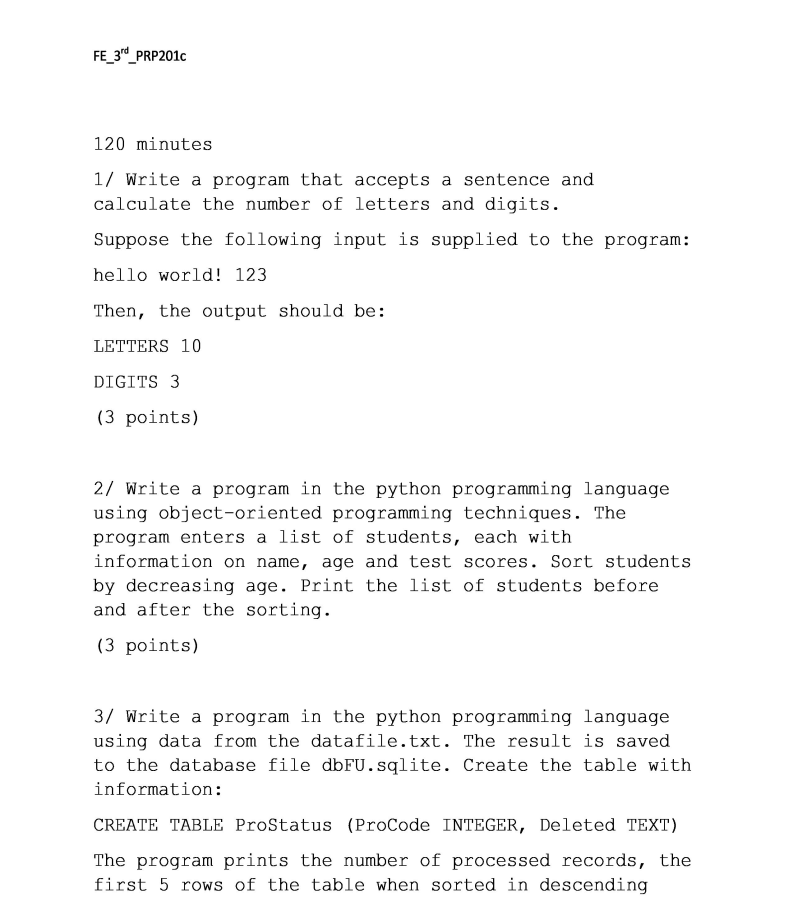 FE_3rd_PRP201c
120 minutes
1/ Write a program that accepts a sentence and
calculate the number of letters and digits.
Suppose the following input is supplied to the program:
hello world! 123
Then, the output should be:
LETTERS 10
DIGITS 3
(3 points)
2/ Write a program in the python programming language
using object-oriented programming techniques. The
program enters a list of students, each with
information on name, age and test scores. Sort students
by decreasing age. Print the list of students before
and after the sorting.
(3 points)
3/ Write a program in the python programming language
using data from the datafile.txt. The result is saved
to the database file dbFU.sqlite. Create the table with
information:
CREATE TABLE ProStatus (ProCode INTEGER, Deleted TEXT)
The program prints the number of processed records, the
first 5 rows of the table when sorted in descending